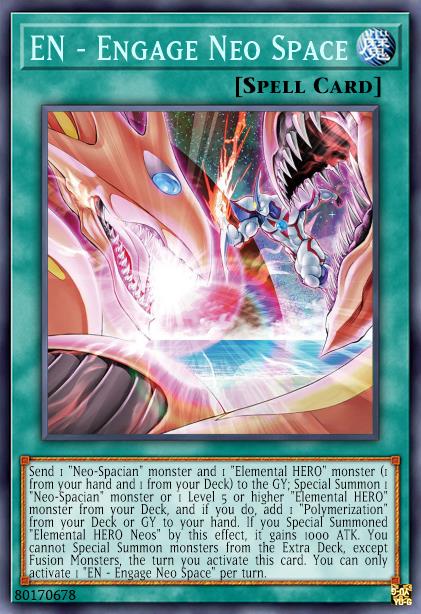 EN - Engage Neo Space
[Spell Card]
Send 1 "Neo-Spacian" monster and 1 "Elemental HERO" monster (1
from your hand and 1 from your Deck) to the GY; Special Summon 1
"Neo-Spacian" monster or 1 Level 5 or higher "Elemental HERO"
monster from your Deck, and if you do, add 1 "Polymerization"
from your Deck or GY to your hand. If you Special Summoned
"Elemental HERO Neos" by this effect, it gains 1000 ATK. You
cannot Special Summon monsters from the Extra Deck, except
Fusion Monsters, the turn you activate this card. You can only
activate 1 "EN - Engage Neo Space" per turn.
80170678